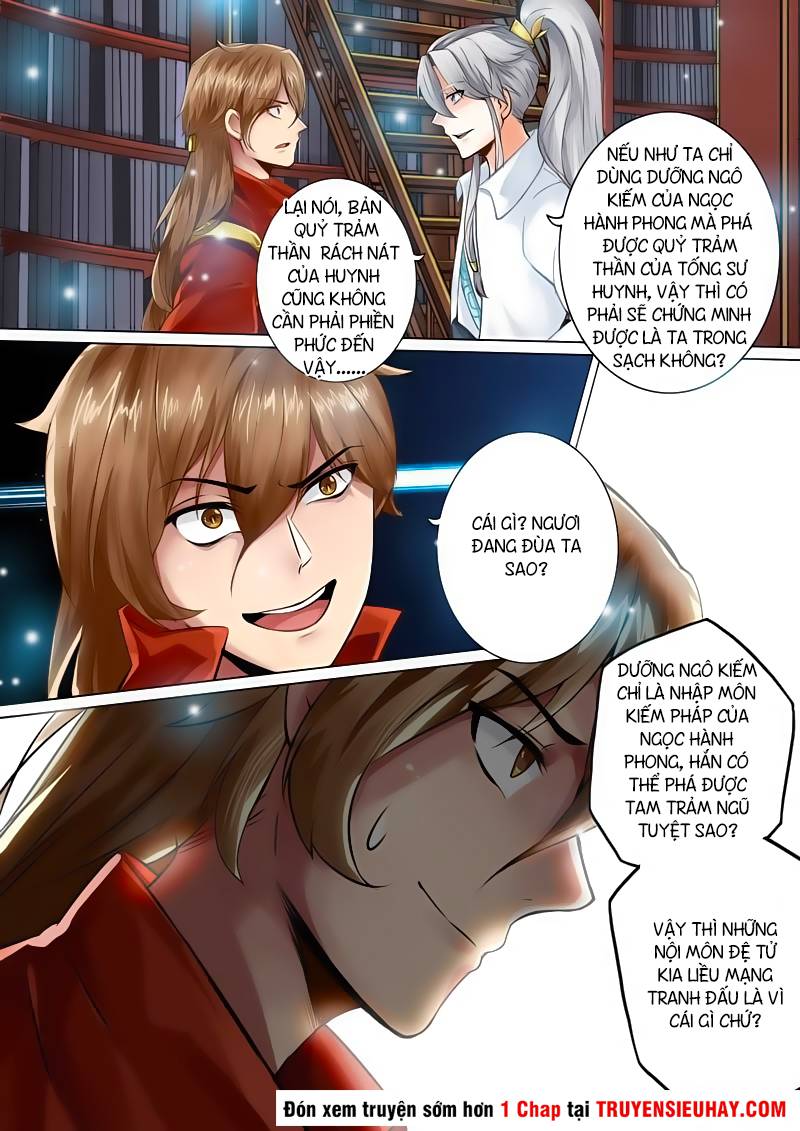 NẾU NHƯ TA CHỈ
DÙNG DƯỠNG NGÔ
KIẾM CỦA NGỌC
HÀNH PHONG MÀ PHÁ
ĐƯỢC QUỶ TRẢM
THẦN CỦA TỐNG SƯ
HUYNH, VẬY THÌ CÓ
PHẢI SẼ CHỨNG MINH
ĐƯỢC LÀ TA TRONG
SẠCH KHÔNG?
LẠI NÓI, BẢN
QUỶ TRẢM
THẦN RÁCH NÁT
CỦA HUYNH
CŨNG KHÔNG
CẦN PHẢI PHIỀN
PHỨC ĐẾN
VẬY......
CÁI GÌ? NGƯƠI
ĐANG ĐÙA TA
SAO?
DƯỠNG NGÔ KIẾM
CHỈ LÀ NHẬP MÔN
KIẾM PHÁP CỦA
NGỌC HÀNH
PHONG, HẮN CÓ
THỂ PHÁ ĐƯỢC
TAM TRẢM NGŨ
TUYỆT SAO?
VẬY THÌ NHỮNG
NỘI MÔN ĐỆ TỬ
KIA LIỀU MẠNG
TRANH ĐẤU LÀ VÌ
CÁI GÌ CHỨ?
Đón xem truyện sớm hơn 1 Chap tại TRUYENSIEUHAY.COM